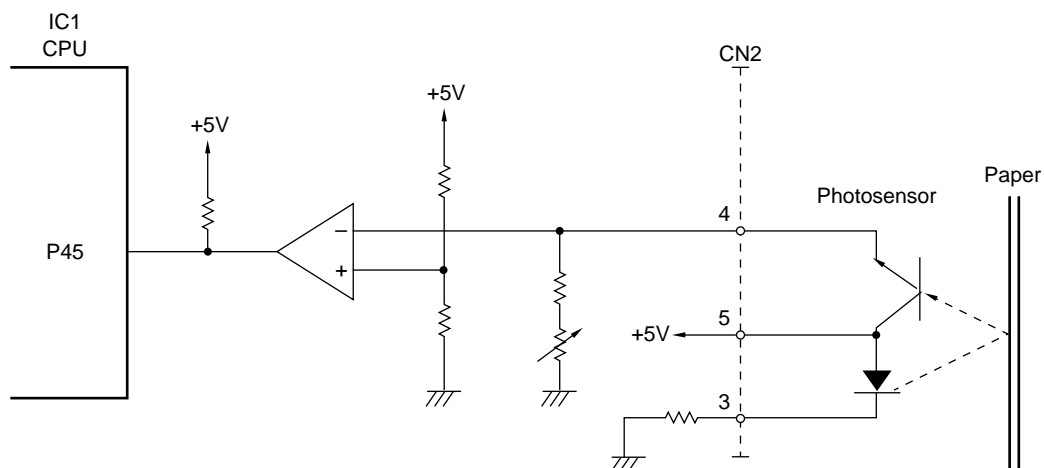 IC1
CPU
CN2
+5V
+5V
Paper
Photosensor
4
−
P45
+
5
+5V
3